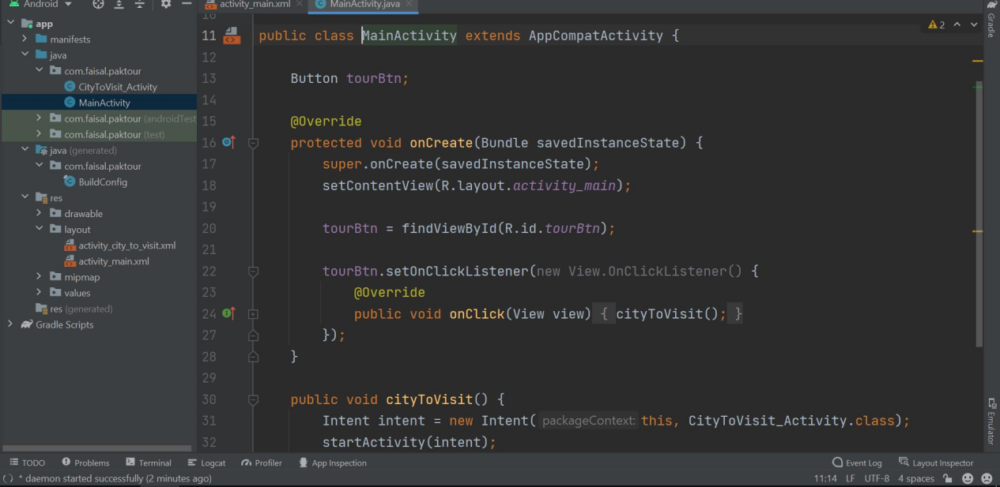 Android
activity_main.xml
MainActivity.java
app
manifests
java
com.faisal.paktour
CityToVisit_Activity
MainActivity
com.faisal.paktour (androidTest
com.faisal.paktour (test)
java (generated)
com.faisal.paktour
BuildConfig
res
drawable
layout
activity_city_to_visit.xml
activity_main.xml
mipmap
values
res (generated)
Gradle Scripts
10
11 public class MainActivity extends AppCompatActivity {
12
13 Button tourBtn;
14
15 @Override
16 protected void onCreate(Bundle savedInstanceState) {
17 super.onCreate(savedInstanceState);
18 setContentView(R.layout.activity_main);
19
20 tourBtn = findViewById(R.id.tourBtn);
21
22 tourBtn.setOnClickListener(new View.OnClickListener() {
23 @Override
24 public void onClick(View view) { cityToVisit(); }
27 });
28 }
29
30 public void cityToVisit() {
31 Intent intent = new Intent( packageContext: this, CityToVisit_Activity.class);
32 startActivity(intent);
2
Gradle
Emulator
TODO Problems Terminal Logcat Profiler App Inspection Event Log Layout Inspector
* daemon started successfully (2 minutes ago) 11:14 LF UTF-8 4 spaces